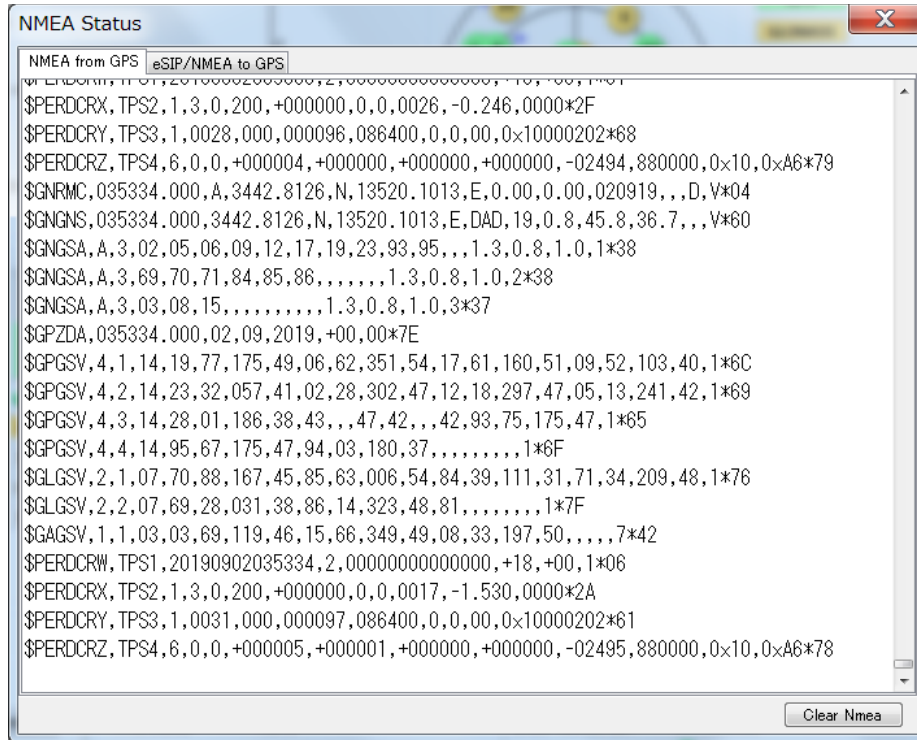 NMEA Status
NMEA from GPS eSIP/NMEA to GPS
$PERDCRX,TPS2,1,3,0,200,+000000,0,0,0026,-0.246,0000*2F
$PERDCRY,TPS3,1,0028,000,000096,086400,0,0,00,0x10000202*68
$PERDCRZ,TPS4,6,0,0,+000004,+000000,+000000,+000000,-02494,880000,0x10,0xA6*79
$GNRMC,035334.000,A,3442.8126,N,13520.1013,E,0.00,0.00,020919,,,D,V*04
$GNGNS,035334.000,3442.8126,N,13520.1013,E,DAD,19,0.8,45.8,36.7,,,V*60
$GNGSA,A,3,02,05,06,09,12,17,19,23,93,95,,,1.3,0.8,1.0,1*38
$GNGSA,A,3,69,70,71,84,85,86,,,,,,,1.3,0.8,1.0,2*38
$GNGSA,A,3,03,08,15,,,,,,,,,,1.3,0.8,1.0,3*37
$GPZDA,035334.000,02,09,2019,+00,00*7E
$GPGSV,4,1,14,19,77,175,49,06,62,351,54,17,61,160,51,09,52,103,40,1*6C
$GPGSV,4,2,14,23,32,057,41,02,28,302,47,12,18,297,47,05,13,241,42,1*69
$GPGSV,4,3,14,28,01,186,38,43,,,47,42,,,42,93,75,175,47,1*65
$GPGSV,4,4,14,95,67,175,47,94,03,180,37,,,,,,,,,1*6F
$GLGSV,2,1,07,70,88,167,45,85,63,006,54,84,39,111,31,71,34,209,48,1*76
$GLGSV,2,2,07,69,28,031,38,86,14,323,48,81,,,,,,,,1*7F
$GAGSV,1,1,03,03,69,119,46,15,66,349,49,08,33,197,50,,,,,7*42
$PERDCRW,TPS1,20190902035334,2,00000000000000,+18,+00,1*06
$PERDCRX,TPS2,1,3,0,200,+000000,0,0,0017,-1.530,0000*2A
$PERDCRY,TPS3,1,0031,000,000097,086400,0,0,00,0x10000202*61
$PERDCRZ,TPS4,6,0,0,+000005,+000001,+000000,+000000,-02495,880000,0x10,0xA6*78
Clear Nmea